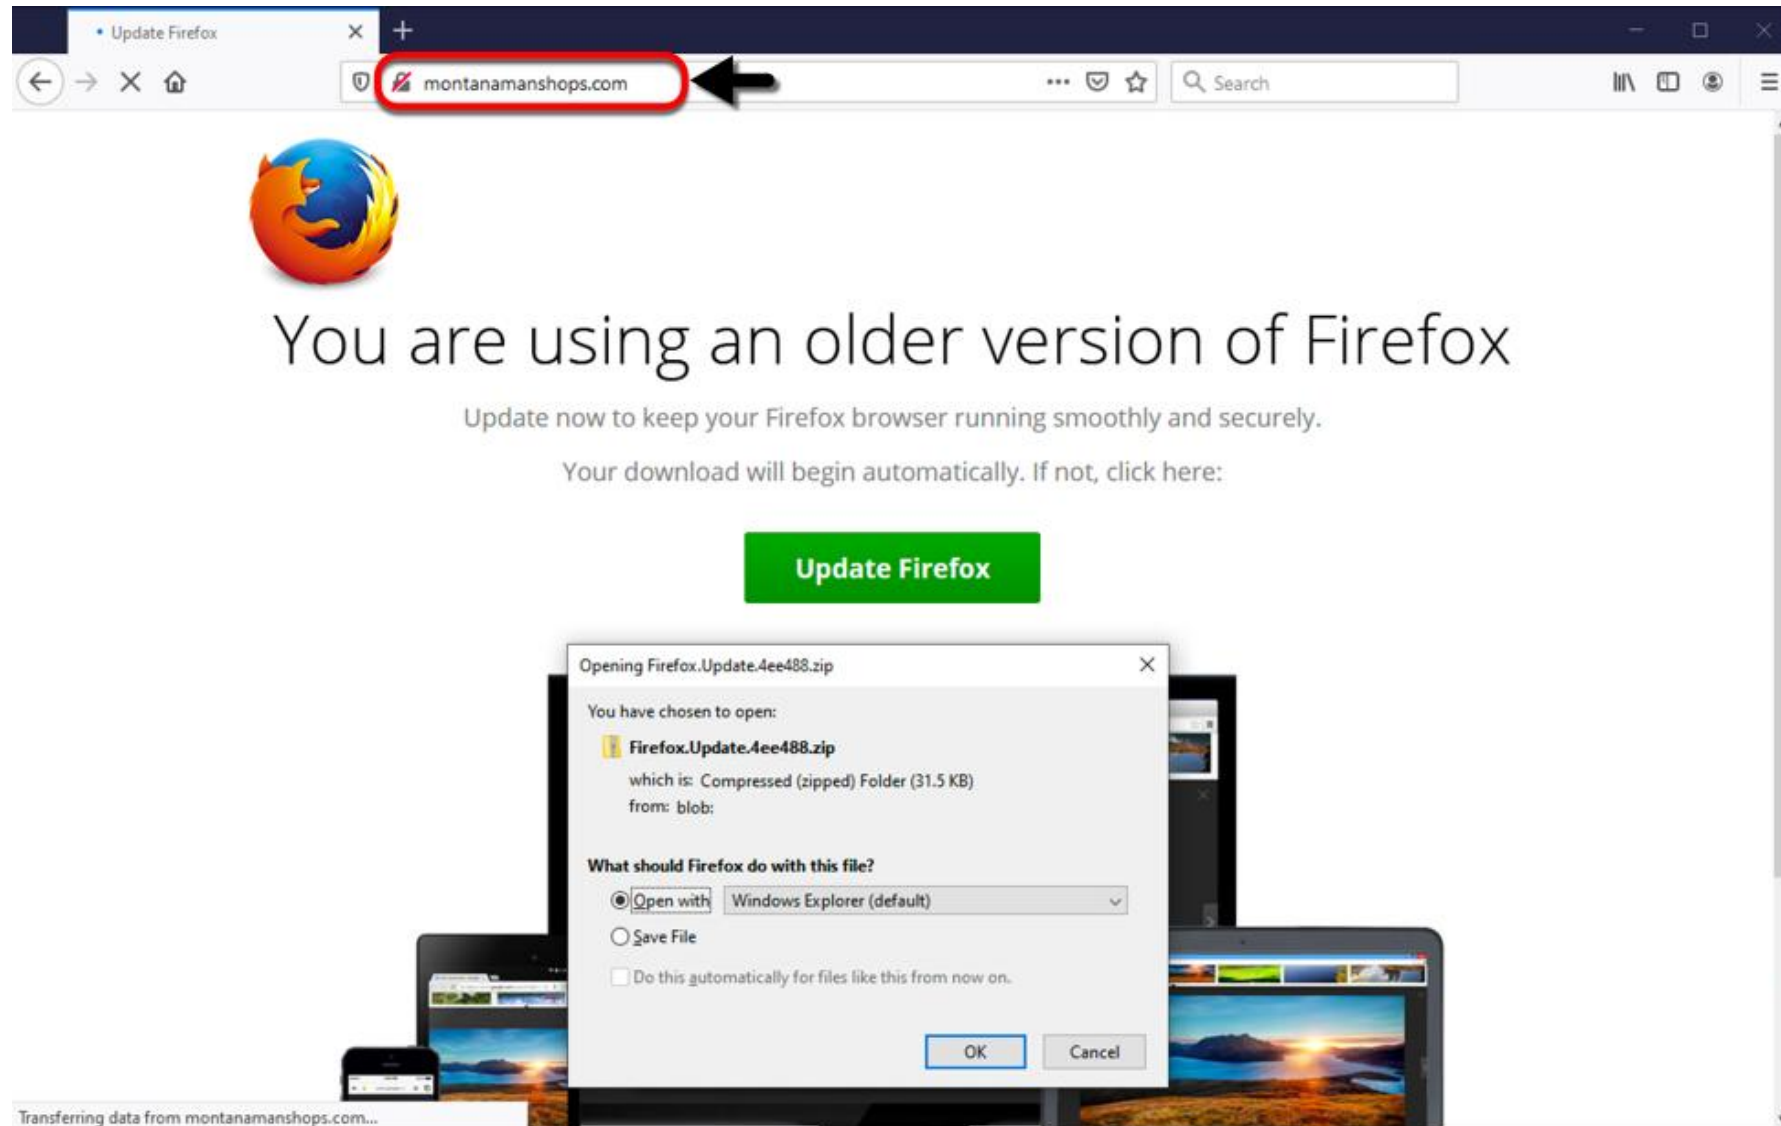 Update Firefox
montanamanshops.com
Search
You are using an older version of Firefox
Update now to keep your Firefox browser running smoothly and securely.
Your download will begin automatically. If not, click here:
Update Firefox
Opening Firefox.Update.4ee488.zip
You have chosen to open:
Firefox.Update.4ee488.zip
which is: Compressed (zipped) Folder (31.5 KB)
from: blob:
What should Firefox do with this file?
Open with Windows Explorer (default)
Save File
Do this automatically for files like this from now on.
OK Cancel
Transferring data from montanamanshops.com...